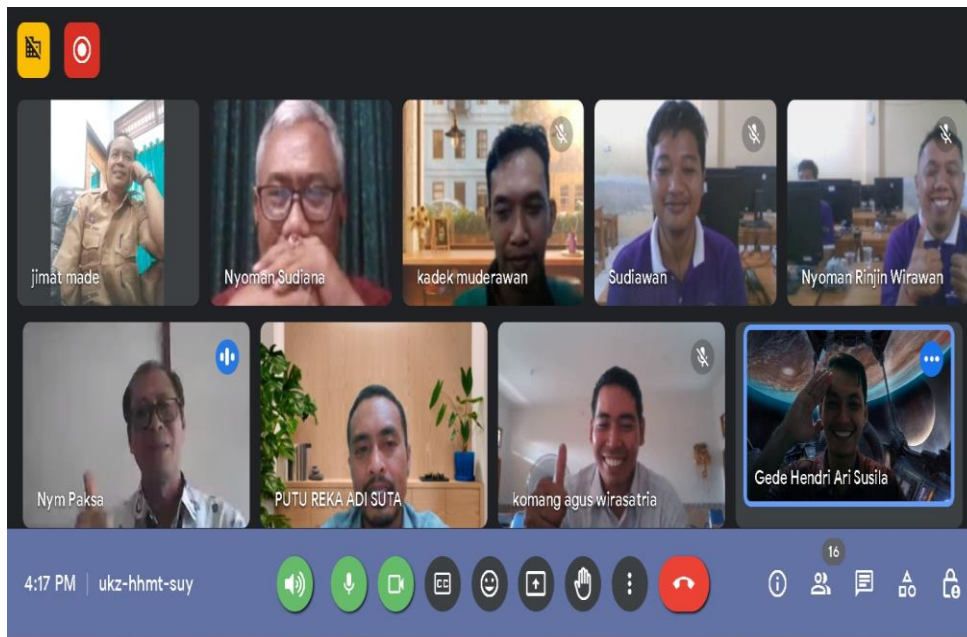 jimat made
Nyoman Sudiana
kadek muderawan
Sudiawan
Nyoman Rinjin Wirawan
Nym Paksa
PUTU REKA ADI SUTA
komang agus wirasatria
Gede Hendri Ari Susila
4:17 PM | ukz-hhmt-suy
CC
16